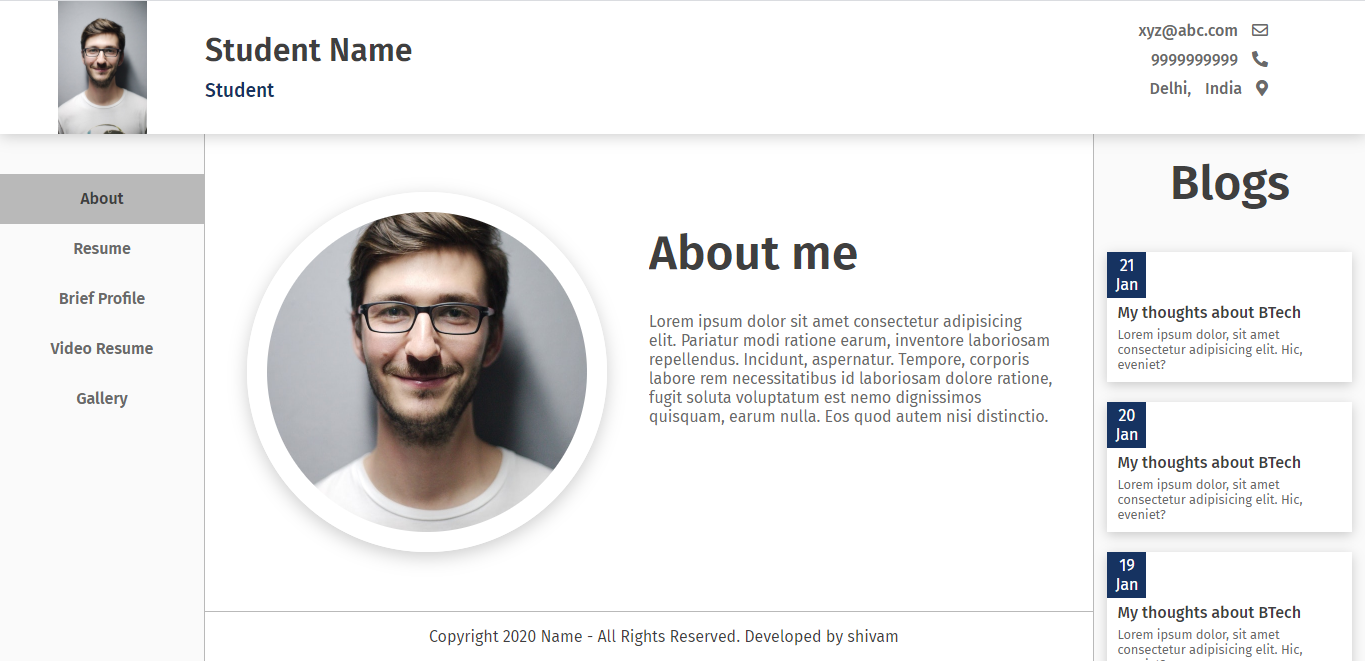 Student Name
Student
xyz@abc.com
9999999999
Delhi, India
About
Resume
Brief Profile
Video Resume
Gallery
About me
Lorem ipsum dolor sit amet consectetur adipisicing
elit. Pariatur modi ratione earum, inventore laboriosam
repellendus. Incidunt, aspernatur. Tempore, corporis
labore rem necessitatibus id laboriosam dolore ratione,
fugit soluta voluptatum est nemo dignissimos
quisquam, earum nulla. Eos quod autem nisi distinctio.
Copyright 2020 Name - All Rights Reserved. Developed by shivam
Blogs
21
Jan
My thoughts about BTech
Lorem ipsum dolor, sit amet
consectetur adipisicing elit. Hic,
eveniet?
20
Jan
My thoughts about BTech
Lorem ipsum dolor, sit amet
consectetur adipisicing elit. Hic,
eveniet?
19
Jan
My thoughts about BTech
Lorem ipsum dolor, sit amet
consectetur adipisicing elit. Hic,